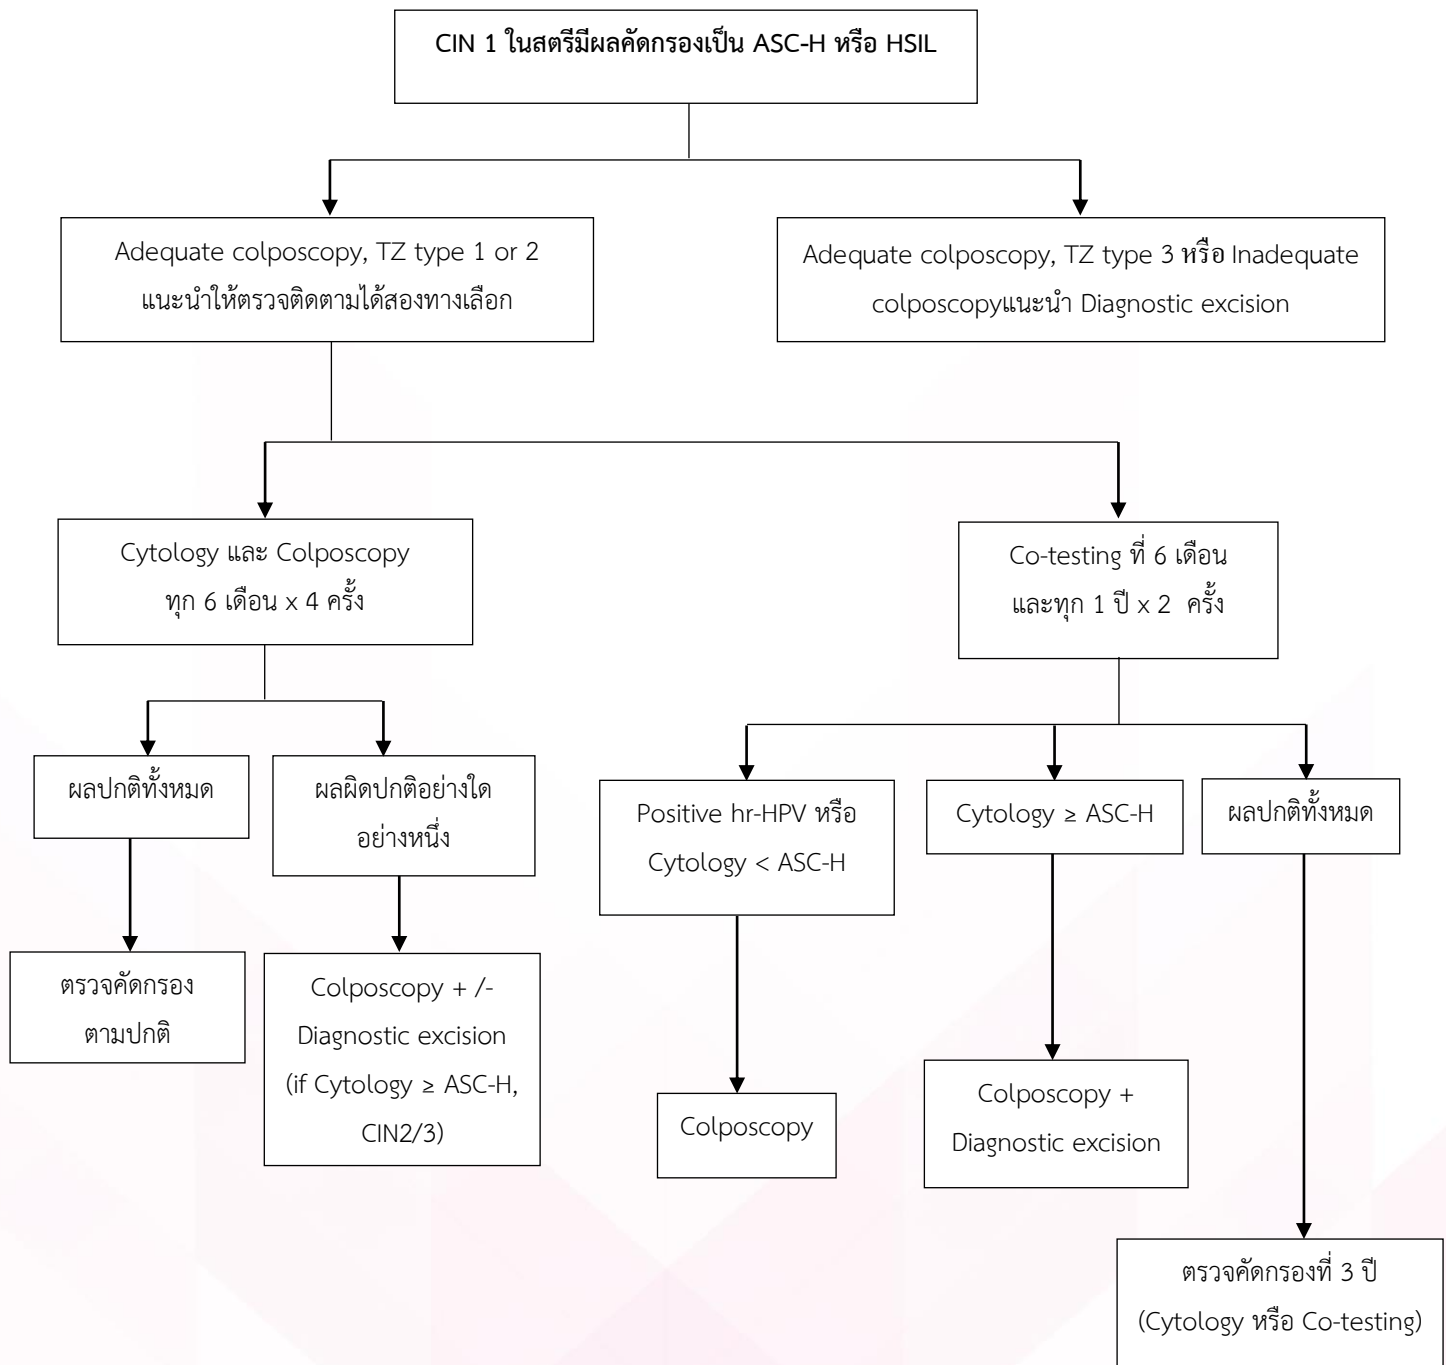 CIN 1 ในสตรีมีผลคัดกรองเป็น ASC-H หรือ HSIL
Adequate colposcopy, TZ type 1 or 2
แนะนำให้ตรวจติดตามได้สองทางเลือก
Adequate colposcopy, TZ type 3 หรือ Inadequate
colposcopyแนะนำ Diagnostic excision
Cytology และ Colposcopy
ทุก 6 เดือน x 4 ครั้ง
Co-testing ที่ 6 เดือน
และทุก 1 ปี x 2 ครั้ง
ผลปกติทั้งหมด
ผลผิดปกติอย่างใด
อย่างหนึ่ง
Positive hr-HPV หรือ
Cytology < ASC-H
Cytology ≥ ASC-H
ผลปกติทั้งหมด
ตรวจคัดกรอง
ตามปกติ
Colposcopy + /-
Diagnostic excision
(if Cytology ≥ ASC-H,
CIN2/3)
Colposcopy
Colposcopy +
Diagnostic excision
ตรวจคัดกรองที่ 3 ปี
(Cytology หรือ Co-testing)